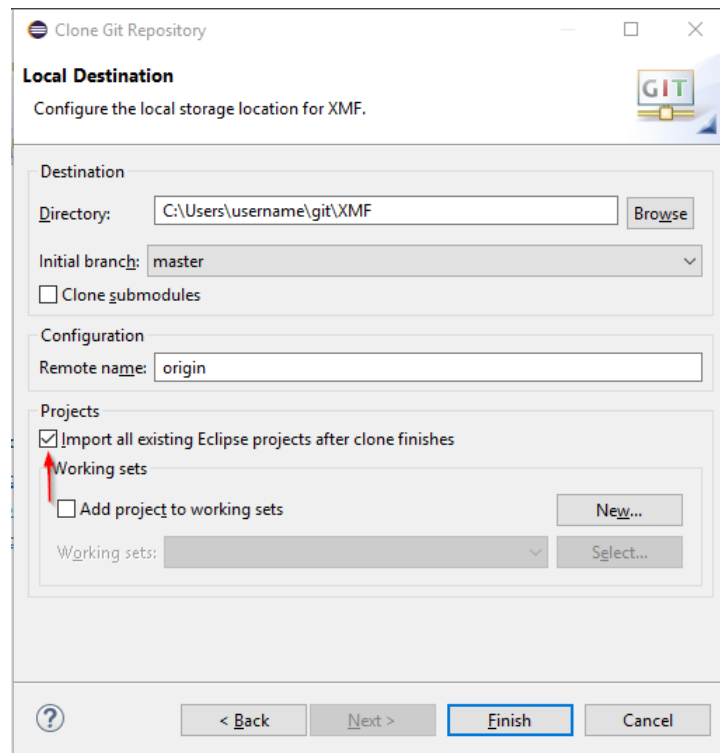 Clone Git Repository
Local Destination
Configure the local storage location for XMF.
GIT
Destination
Directory: C:\Users\username\git\XMF Browse
Initial branch: master
Clone submodules
Configuration
Remote name: origin
Projects
Import all existing Eclipse projects after clone finishes
Working sets
Add project to working sets New...
Working sets: Select...
? < Back Next > Finish Cancel